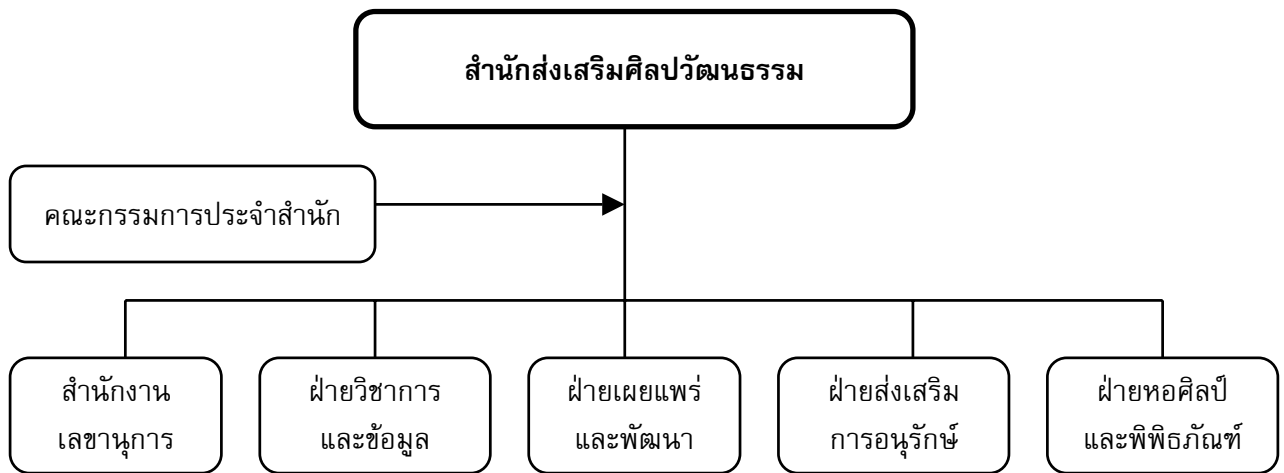 สำนักส่งเสริมศิลปวัฒนธรรม
คณะกรรมการประจำสำนัก
สำนักงาน
เลขานุการ
ฝ่ายวิชาการ
และข้อมูล
ฝ่ายเผยแพร่
และพัฒนา
ฝ่ายส่งเสริม
การอนุรักษ์
ฝ่ายหอศิลป์
และพิพิธภัณฑ์